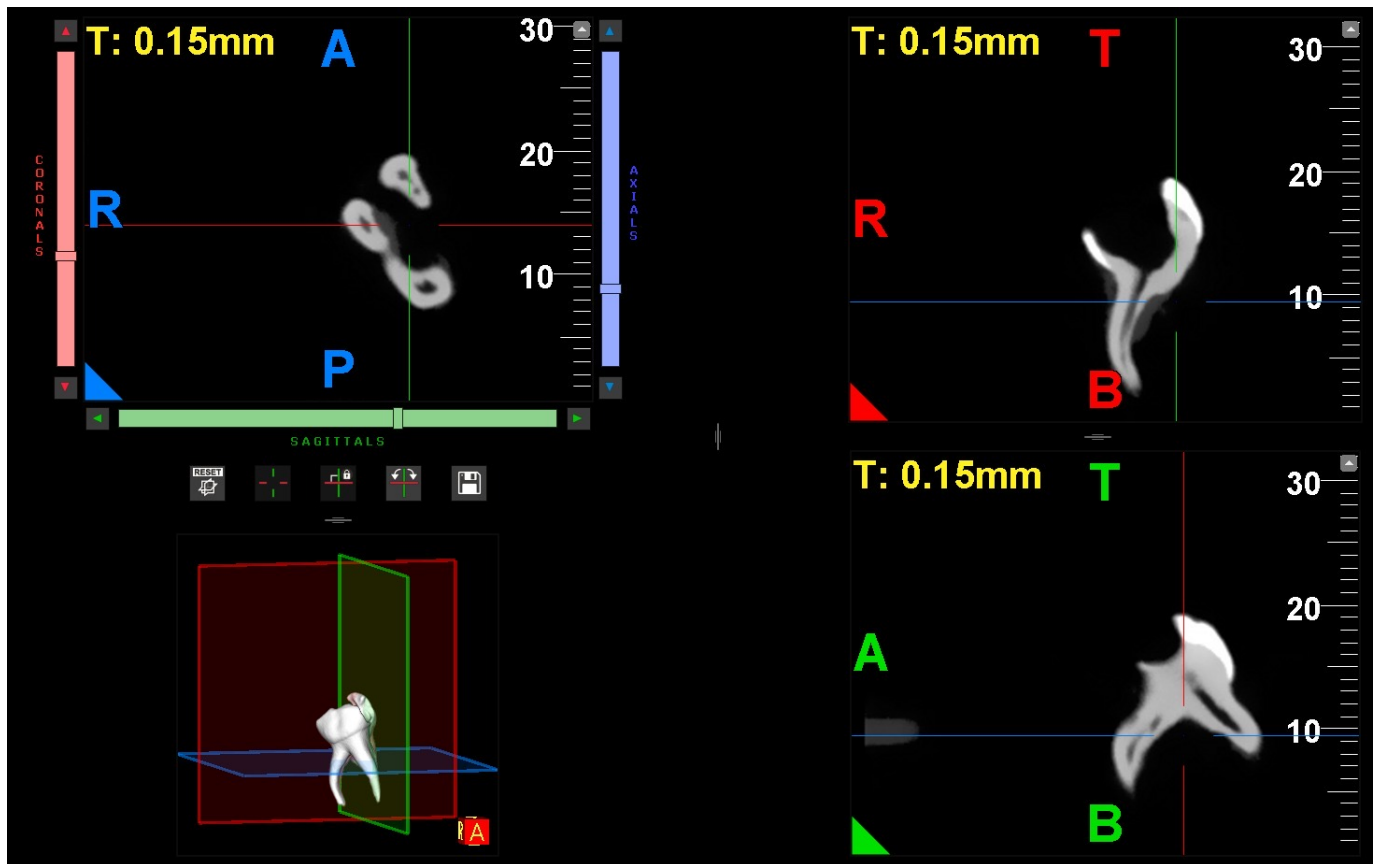 T: 0.15mm
A
30
20
10
R
P
CORONALS
AXIALS
SAGITTALS
RESET
T: 0.15mm
T
30
20
10
R
B
T: 0.15mm
T
30
20
10
A
B
R A